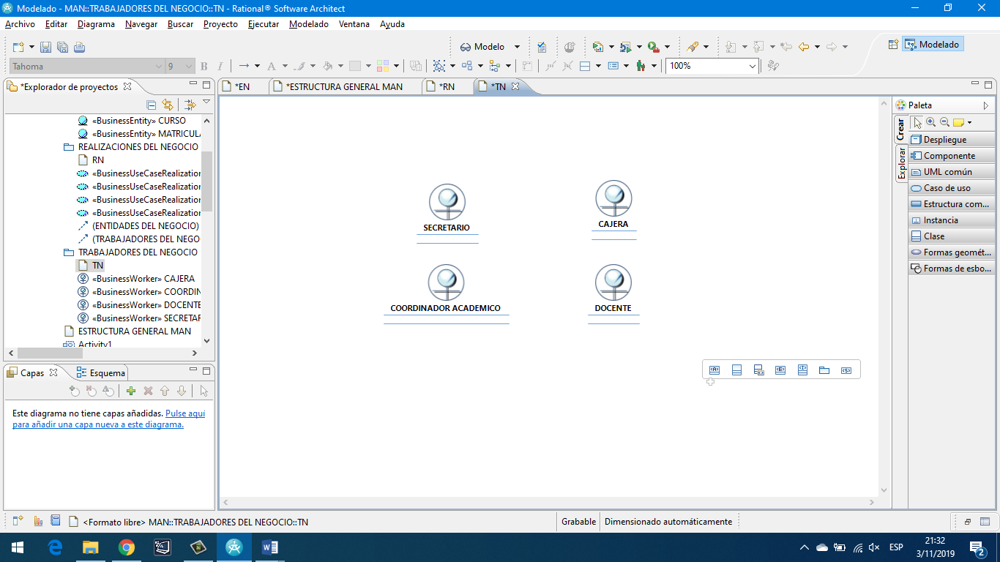 Modelado - MAN::TRABAJADORES DEL NEGOCIO::TN - Rational® Software Architect
Archivo Editar Diagrama Navegar Buscar Proyecto Ejecutar Modelado Ventana Ayuda
Modelo
Modelado
Tahoma 9 B I A 100%
*Explorador de proyectos
*EN *ESTRUCTURA GENERAL MAN *RN *TN
«BusinessEntity» CURSO
«BusinessEntity» MATRICUL
REALIZACIONES DEL NEGOCIO
RN
«BusinessUseCaseRealization
«BusinessUseCaseRealization
«BusinessUseCaseRealization
«BusinessUseCaseRealization
(ENTIDADES DEL NEGOCIO)
(TRABAJADORES DEL NEGO
TRABAJADORES DEL NEGOCIO
TN
«BusinessWorker» CAJERA
«BusinessWorker» COORDIN
«BusinessWorker» DOCENTE
«BusinessWorker» SECRETAR
ESTRUCTURA GENERAL MAN
Activity1
SECRETARIO
CAJERA
COORDINADOR ACADEMICO
DOCENTE
Paleta
Crear
Explorar
Despliegue
Componente
UML común
Caso de uso
Estructura com...
Instancia
Clase
Formas geomét...
Formas de esbo...
Capas Esquema
Este diagrama no tiene capas añadidas. Pulse aquí
para añadir una capa nueva a este diagrama.
<Formato libre> MAN::TRABAJADORES DEL NEGOCIO::TN
Grabable
Dimensionado automáticamente
ESP
21:32
3/11/2019
2